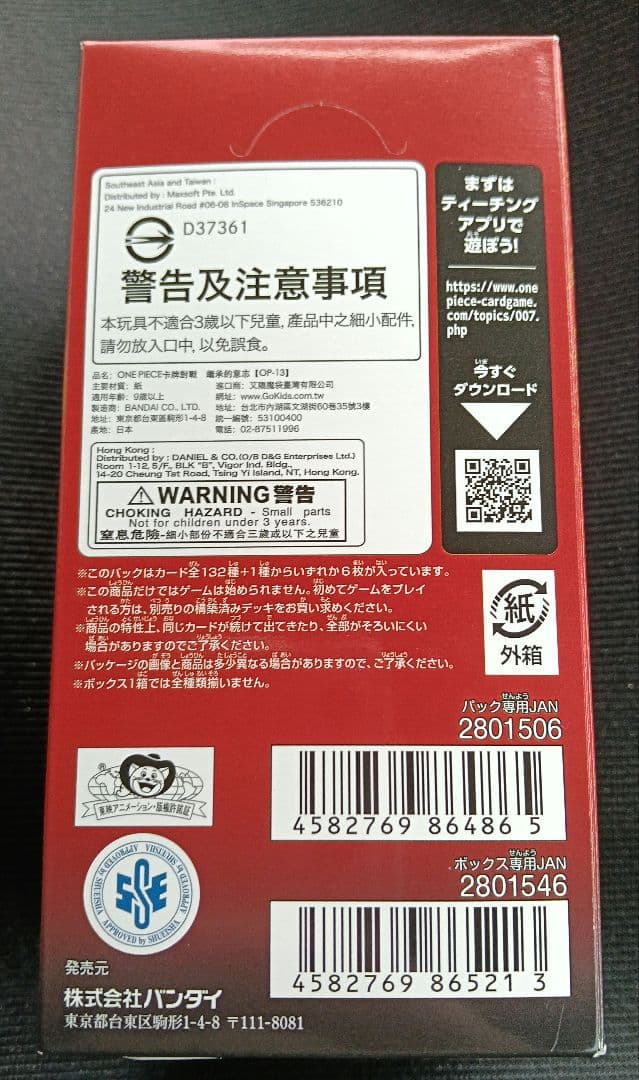 Southeast Asia and Taiwan :
Distributed by : Maxsoft Pte. Ltd.
24 New Industrial Road #06-08 InSpace Singapore 536210
D37361
警告及注意事項
本玩具不適合3歲以下兒童，產品中之細小配件，
請勿放入口中，以免誤食。
品名: ONE PIECE卡牌對戰 繼承的意志【OP-13】
主要材質: 紙
適用年齡: 9歲以上
製造商: BANDAI CO., LTD.
地址: 東京都台東區駒形1-4-8
產地: 日本
進口商: 艾雞魔袋臺灣有限公司
網址: www.GoKids.com.tw
地址: 台北市內湖區文湖街60巷35號3樓
統一編號: 53100400
電話: 02-87511996
Hong Kong :
Distributed by : DANIEL & CO.(O/B D&G Enterprises Ltd.)
Room 1-12, 5/F., BLK "B", Vigor Ind. Bldg.,
14-20 Cheung Tat Road, Tsing Yi Island, NT, Hong Kong.
WARNING 警告
CHOKING HAZARD - Small parts
Not for children under 3 years.
窒息危險-細小部份不適合三歲或以下之兒童
まずは
ティーチング
アプリで
遊ぼう!
https://www.one
piece-cardgame.
com/topics/007.
php
今すぐ
ダウンロード
※このパックはカード全132種+1種からいずれか6枚が入っています。
※この商品だけではゲームは始められません。初めてゲームをプレイ
される方は、別売りの構築済みデッキをお買い求めください。
※商品の特性上、同じカードが続けて出てきたり、全部がそろいにくい
場合がありますのでご了承ください。
※パッケージの画像と商品は多少異なる場合がありますので、ご了承ください。
※ボックス1箱では全種類揃いません。
紙
外箱
パック専用JAN
2801506
4582769 864865
ボックス専用JAN
2801546
4582769 865213
東映アニメーション・版権許諾証
APPROVED by SHUEISHA
発売元
株式会社バンダイ
東京都台東区駒形1-4-8 〒111-8081